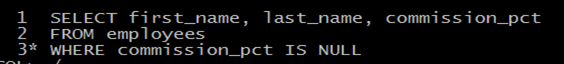 1 SELECT first_name, last_name, commission_pct
2 FROM employees
3* WHERE commission_pct IS NULL